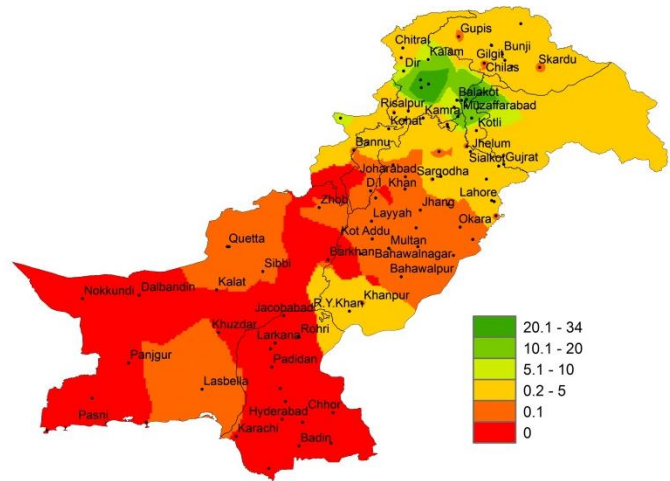 Gupis
Chitral
Kalam
Gilgit
Bunji
Dir
Chilas
Skardu
Balakot
Risalpur
Kamra
Muzaffarabad
Kohat
Kotli
Bannu
Jhelum
Sialkot
Gujrat
Joharabad
Sargodha
D.I. Khan
Zhob
Lahore
Layyah
Jhang
Okara
Quetta
Kot Addu
Multan
Sibbi
Barkhan
Bahawalnagar
Bahawalpur
Nokkundi
Dalbandin
Kalat
Jacobabad
R.Y.Khan
Khanpur
Khuzdar
Larkana
Rohri
Panjgur
Padidan
Lasbella
Pasni
Hyderabad
Chhor
Karachi
Badin
20.1 - 34
10.1 - 20
5.1 - 10
0.2 - 5
0.1
0